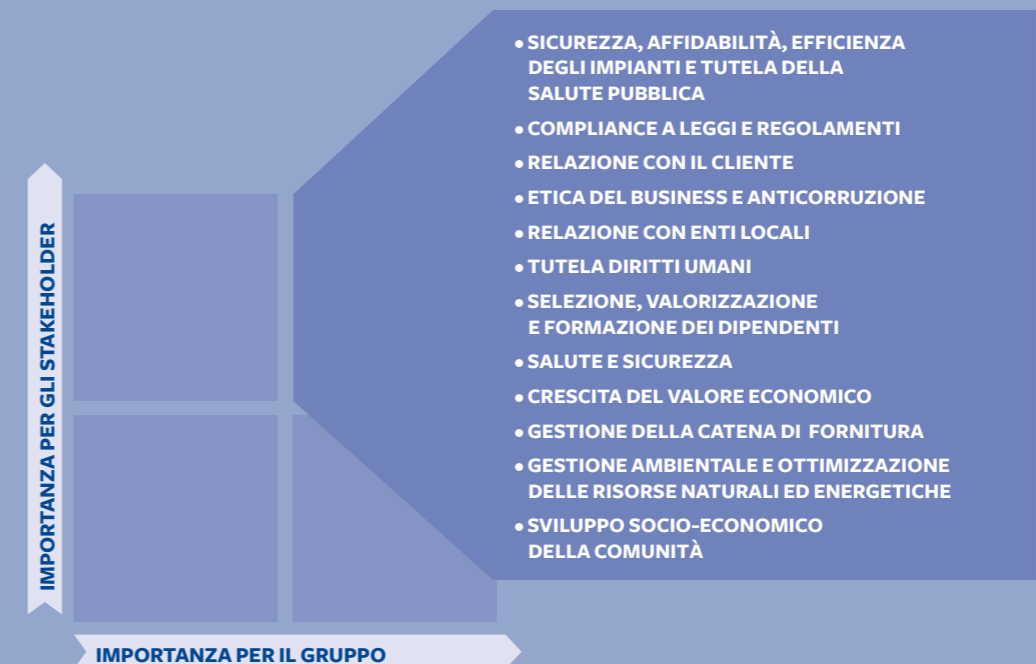 • SICUREZZA, AFFIDABILITÀ, EFFICIENZA
DEGLI IMPIANTI E TUTELA DELLA
SALUTE PUBBLICA
• COMPLIANCE A LEGGI E REGOLAMENTI
• RELAZIONE CON IL CLIENTE
• ETICA DEL BUSINESS E ANTICORRUZIONE
• RELAZIONE CON ENTI LOCALI
• TUTELA DIRITTI UMANI
• SELEZIONE, VALORIZZAZIONE
E FORMAZIONE DEI DIPENDENTI
• SALUTE E SICUREZZA
• CRESCITA DEL VALORE ECONOMICO
• GESTIONE DELLA CATENA DI FORNITURA
• GESTIONE AMBIENTALE E OTTIMIZZAZIONE
DELLE RISORSE NATURALI ED ENERGETICHE
• SVILUPPO SOCIO-ECONOMICO
DELLA COMUNITÀ
IMPORTANZA PER GLI STAKEHOLDER
IMPORTANZA PER IL GRUPPO